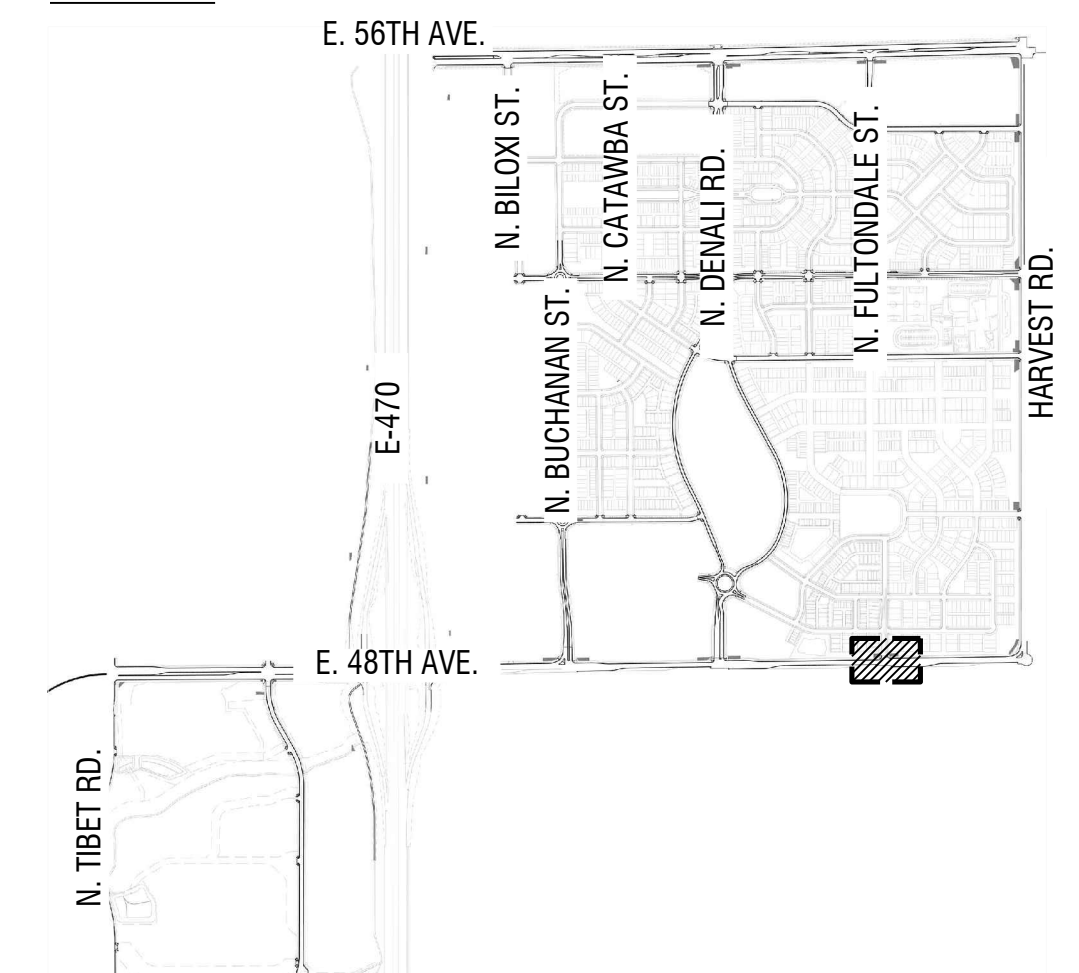 E. 56TH AVE.
N. BILOXI ST.
N. CATAWBA ST.
N. DENALI RD.
N. FULTONDALE ST.
HARVEST RD.
N. BUCHANAN ST.
E-470
E. 48TH AVE.
N. TIBET RD.